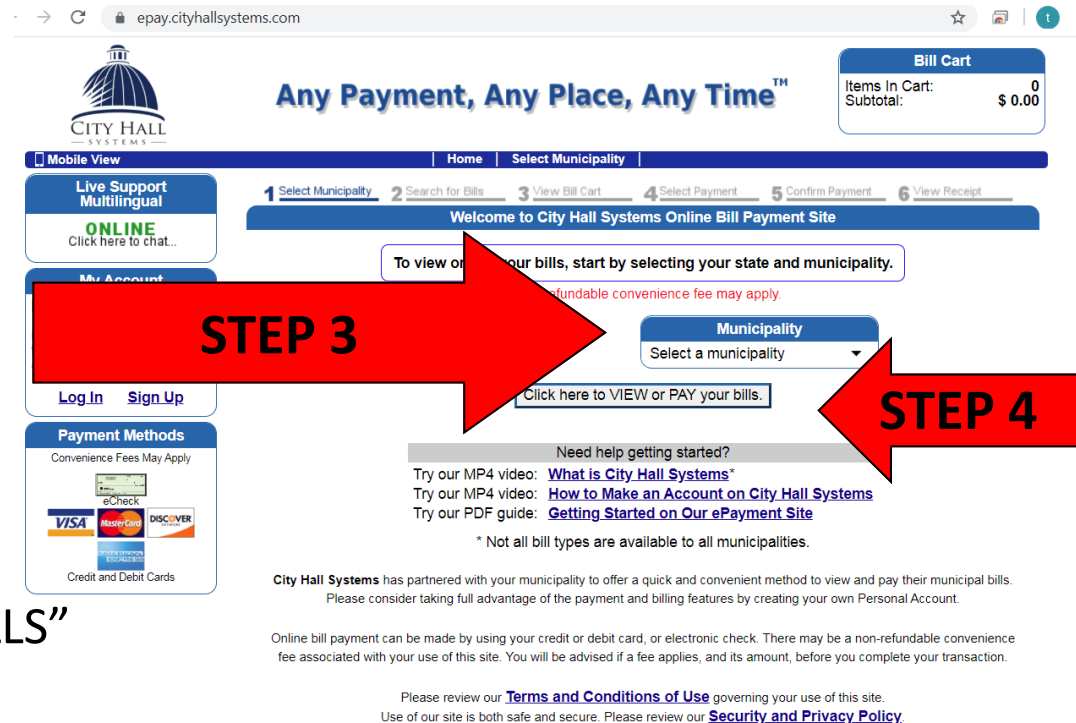 epay.cityhallsystems.com
t
CITY HALL
SYSTEMS
Any Payment, Any Place, Any Time™
Bill Cart
Items In Cart: 0
Subtotal: $ 0.00
Mobile View
Home | Select Municipality |
Live Support
Multilingual
ONLINE
Click here to chat...
1 Select Municipality 2 Search for Bills 3 View Bill Cart 4 Select Payment 5 Confirm Payment 6 View Receipt
Welcome to City Hall Systems Online Bill Payment Site
To view or your bills, start by selecting your state and municipality.
refundable convenience fee may apply.
My Account
STEP 3
Municipality
Select a municipality
Click here to VIEW or PAY your bills.
STEP 4
Log In Sign Up
Payment Methods
Convenience Fees May Apply
eCheck
VISA MasterCard DISCOVER
Credit and Debit Cards
Need help getting started?
Try our MP4 video: What is City Hall Systems*
Try our MP4 video: How to Make an Account on City Hall Systems
Try our PDF guide: Getting Started on Our ePayment Site
* Not all bill types are available to all municipalities.
City Hall Systems has partnered with your municipality to offer a quick and convenient method to view and pay their municipal bills.
Please consider taking full advantage of the payment and billing features by creating your own Personal Account.
LS”
Online bill payment can be made by using your credit or debit card, or electronic check. There may be a non-refundable convenience
fee associated with your use of this site. You will be advised if a fee applies, and its amount, before you complete your transaction.
Please review our Terms and Conditions of Use governing your use of this site.
Use of our site is both safe and secure. Please review our Security and Privacy Policy.